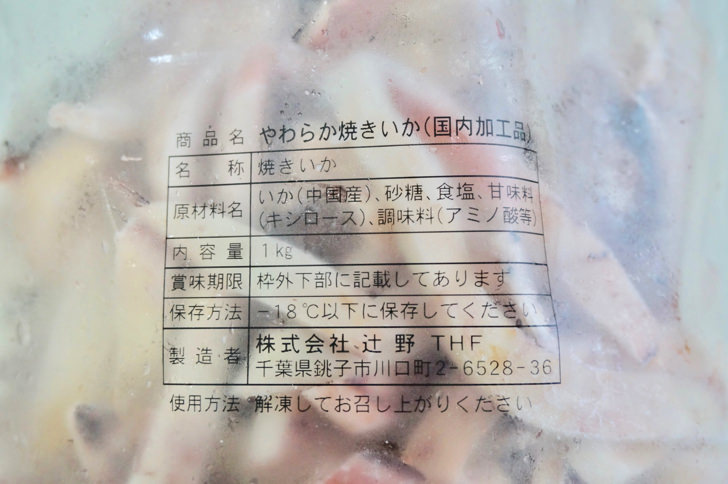 商品名 やわらか焼きいか(国内加工品)
名称 焼きいか
原材料名 いか(中国産)、砂糖、食塩、甘味料
(キシロース)、調味料(アミノ酸等)
内容量 1kg
賞味期限 枠外下部に記載してあります
保存方法 -18℃以下に保存してください
製造者 株式会社 辻野 THF
千葉県銚子市川口町2-6528-36
使用方法 解凍してお召し上がりください